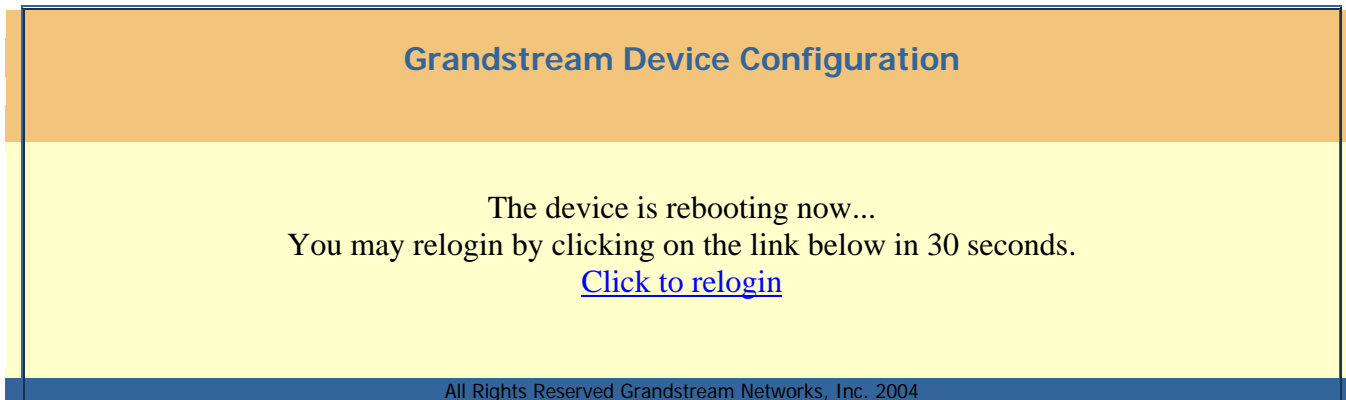 Grandstream Device Configuration
The device is rebooting now...
You may relogin by clicking on the link below in 30 seconds.
Click to relogin
All Rights Reserved Grandstream Networks, Inc. 2004